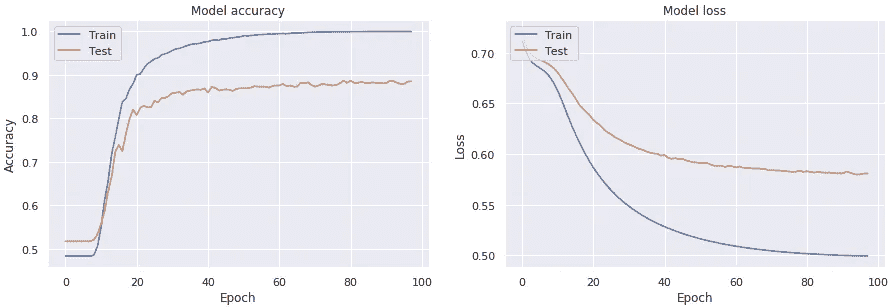 Model accuracy
Train
Test
1.0
0.9
0.8
0.7
0.6
0.5
Accuracy
0 20 40 60 80 100
Epoch
Model loss
Train
Test
0.70
0.65
0.60
0.55
0.50
Loss
0 20 40 60 80 100
Epoch